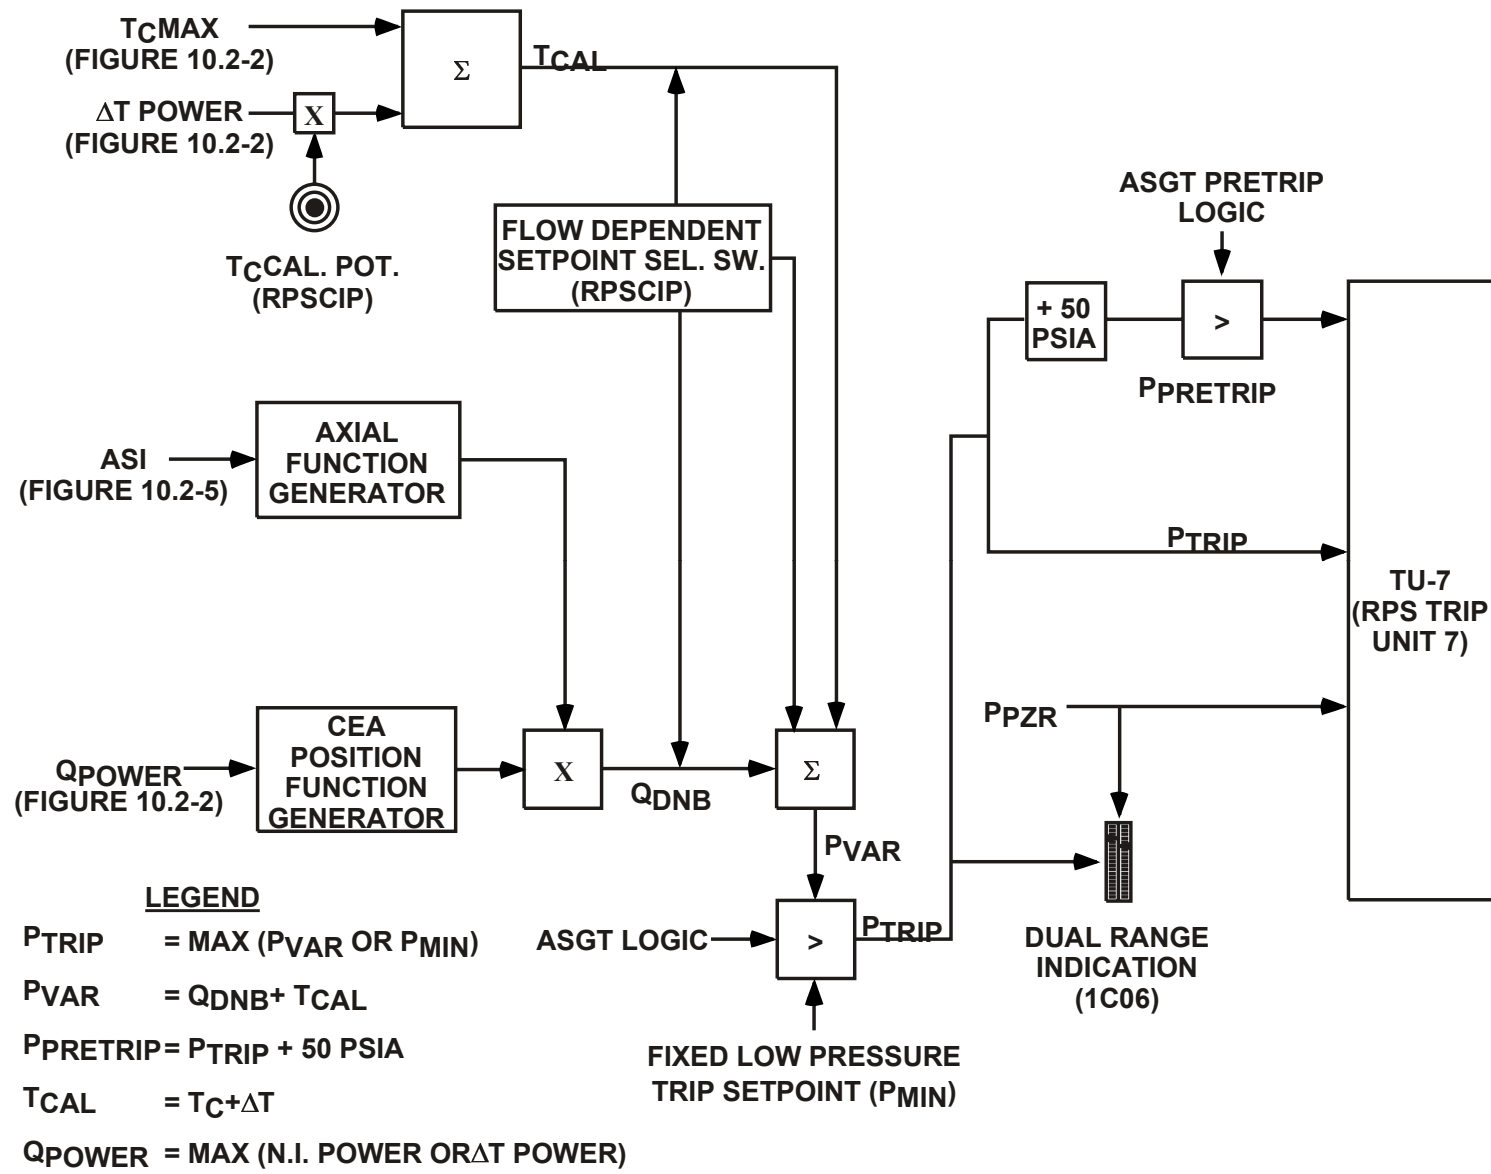 TCMAX
(FIGURE 10.2-2)
Σ
TCAL
ΔT POWER
(FIGURE 10.2-2)
X
TCCAL. POT.
(RPSCIP)
FLOW DEPENDENT
SETPOINT SEL. SW.
(RPSCIP)
ASGT PRETRIP
LOGIC
+ 50
PSIA
>
PPRETRIP
ASI
(FIGURE 10.2-5)
AXIAL
FUNCTION
GENERATOR
PTRIP
TU-7
(RPS TRIP
UNIT 7)
PPZR
QPOWER
(FIGURE 10.2-2)
CEA
POSITION
FUNCTION
GENERATOR
X
QDNB
Σ
PVAR
ASGT LOGIC
>
PTRIP
FIXED LOW PRESSURE
TRIP SETPOINT (PMIN)
DUAL RANGE
INDICATION
(1C06)
LEGEND
PTRIP = MAX (PVAR OR PMIN)
PVAR = QDNB+ TCAL
PPRETRIP = PTRIP + 50 PSIA
TCAL = TC+ΔT
QPOWER = MAX (N.I. POWER ORΔT POWER)